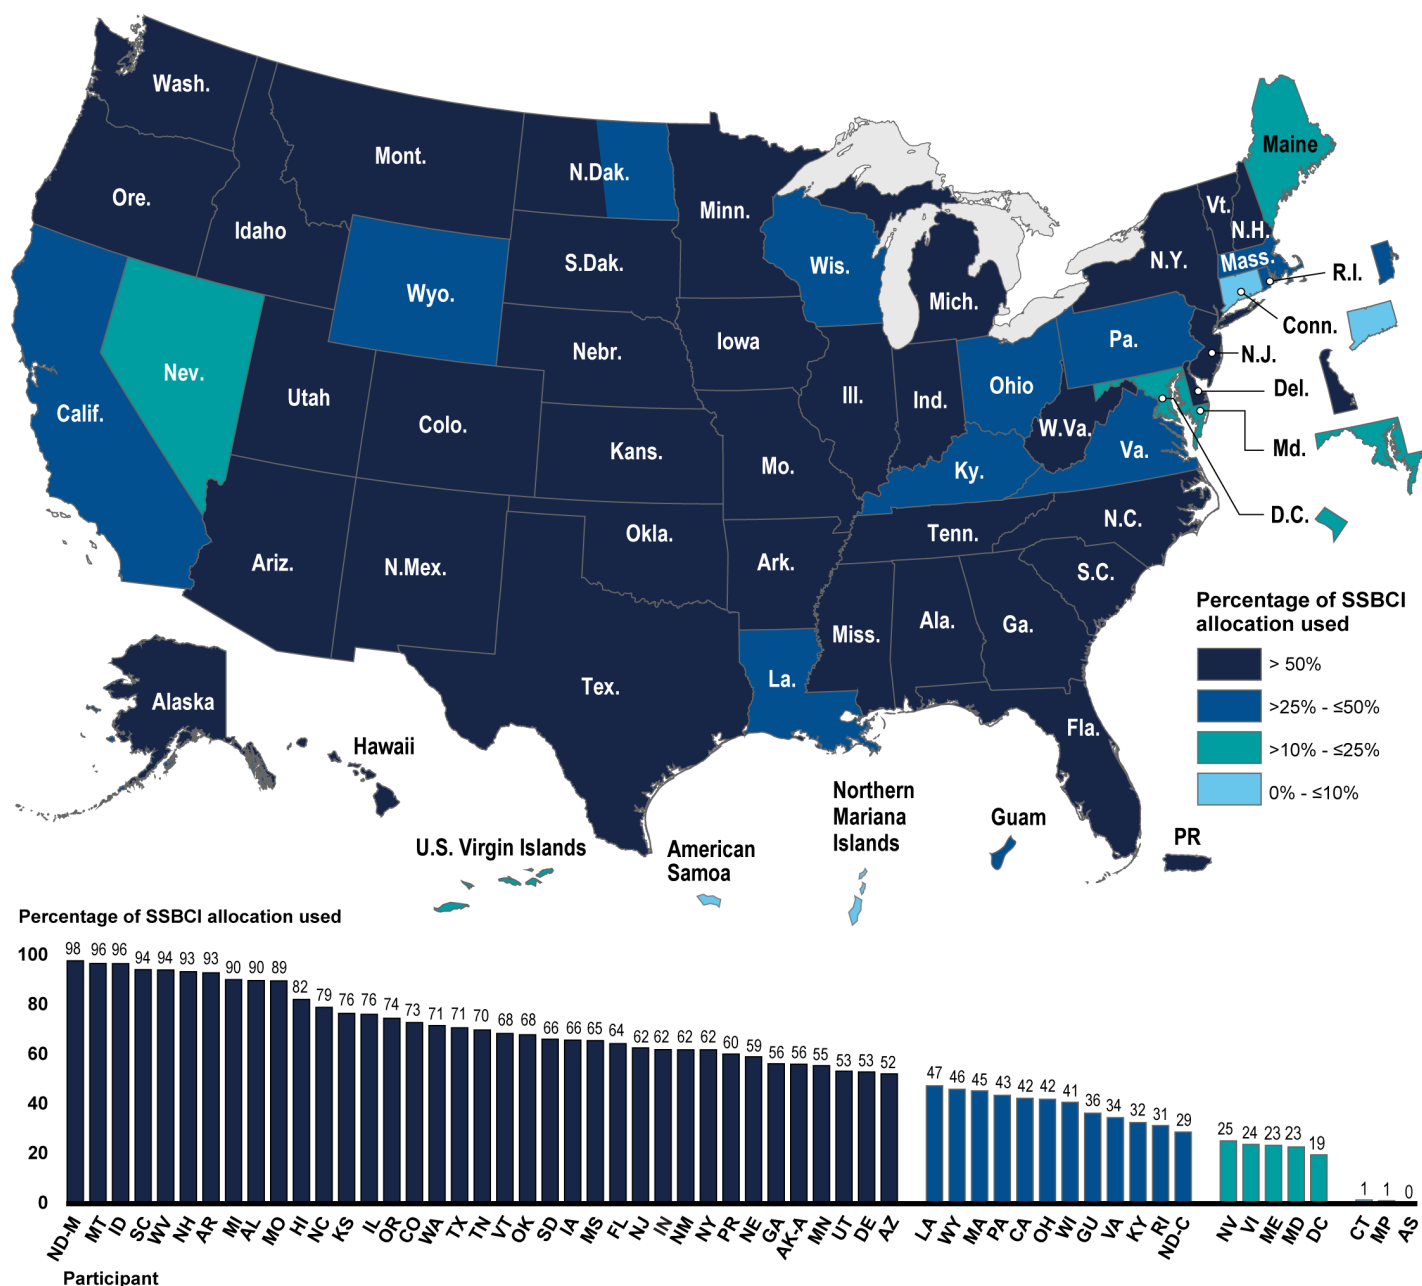 Wash.
Mont.
N.Dak.
Minn.
Maine
Ore.
Idaho
S.Dak.
Wis.
Vt.
N.H.
N.Y.
Mass.
R.I.
Wyo.
Mich.
Conn.
Nebr.
Iowa
Pa.
N.J.
Nev.
Utah
Ill.
Ind.
Ohio
Del.
Calif.
Colo.
Kans.
Mo.
W.Va.
Va.
Md.
Ky.
D.C.
Okla.
Tenn.
N.C.
Ariz.
N.Mex.
Ark.
S.C.
Miss.
Ala.
Ga.
Tex.
La.
Fla.
Alaska
Hawaii
Percentage of SSBCI
allocation used
> 50%
>25% - ≤50%
>10% - ≤25%
0% - ≤10%
Northern
Mariana
Islands
Guam
PR
U.S. Virgin Islands
American
Samoa
Percentage of SSBCI allocation used
100
80
60
40
20
0
98 96 96 94 94 93 93 90 90 89 82 79 76 76 74 73 71 71 70 68 68 66 66 65 64 62 62 62 62 60 59 56 56 55 53 53 52 47 46 45 43 42 42 41 36 34 32 31 29 25 24 23 23 19 1 1 0
ND-M MT ID SC WV NH AR MI AL MO HI NC KS IL OR CO WA TX TN VT OK SD IA MS FL NJ IN NM NY PR NE GA AK-A MN UT DE AZ LA WY MA PA CA OH WI GU VA KY RI ND-C NV VI ME MD DC CT MP AS
Participant